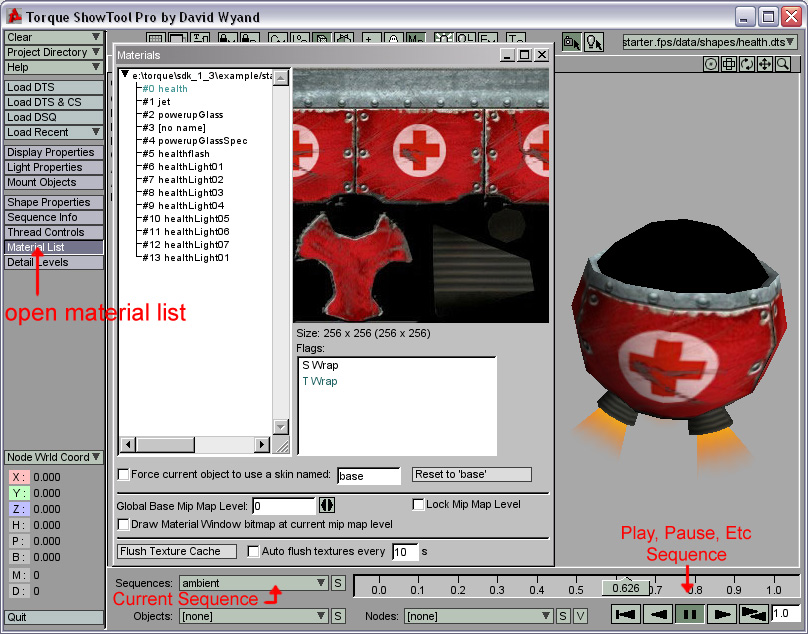 Torque ShowTool Pro by David Wyand
Clear
Project Directory
Help
starter.fps/data/shapes/health.dts
Load DTS
Load DTS & CS
Load DSQ
Load Recent
Display Properties
Light Properties
Mount Objects
Shape Properties
Sequence Info
Thread Controls
Material List
Detail Levels
open material list
Materials
e:\torque\sdk_1_3\example/sta
#0 health
#1 jet
#2 powerupGlass
#3 [no name]
#4 powerupGlassSpec
#5 healthflash
#6 healthLight01
#7 healthLight02
#8 healthLight03
#9 healthLight04
#10 healthLight05
#11 healthLight06
#12 healthLight07
#13 healthLight01
Size: 256 x 256 (256 x 256)
Flags:
S Wrap
T Wrap
Force current object to use a skin named: base Reset to 'base'
Global Base Mip Map Level: 0 Lock Mip Map Level
Draw Material Window bitmap at current mip map level
Flush Texture Cache Auto flush textures every 10 s
Node Wrld Coord
X: 0.000
Y: 0.000
Z: 0.000
H: 0.000
P: 0.000
B: 0.000
M: 0
D: 0
Quit
Play, Pause, Etc
Sequence
Sequences: ambient S
0.0 0.1 0.2 0.3 0.4 0.5 0.626 0.7 0.8 0.9 1.0
Current Sequence
Objects: [none] S Nodes: [none] S V 1.0